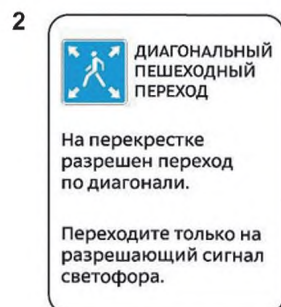 2
ДИАГОНАЛЬНЫЙ
ПЕШЕХОДНЫЙ
ПЕРЕХОД
На перекрестке
разрешен переход
по диагонали.
Переходите только на
разрешающий сигнал
светофора.